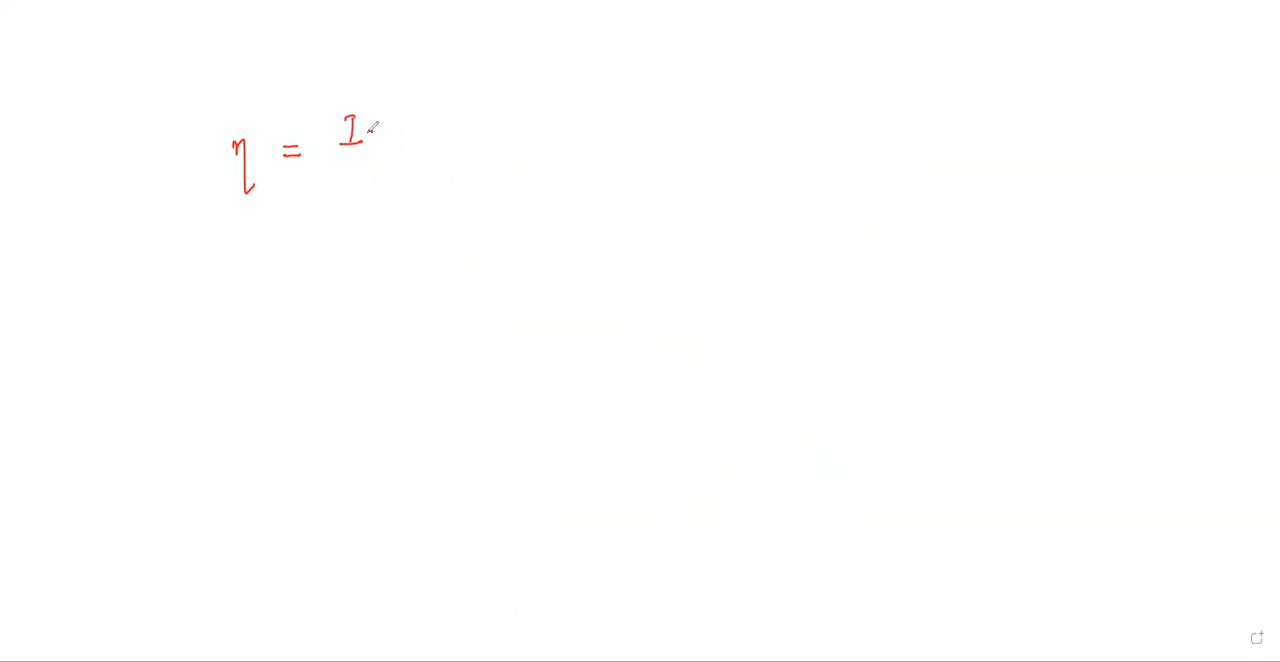 η = I